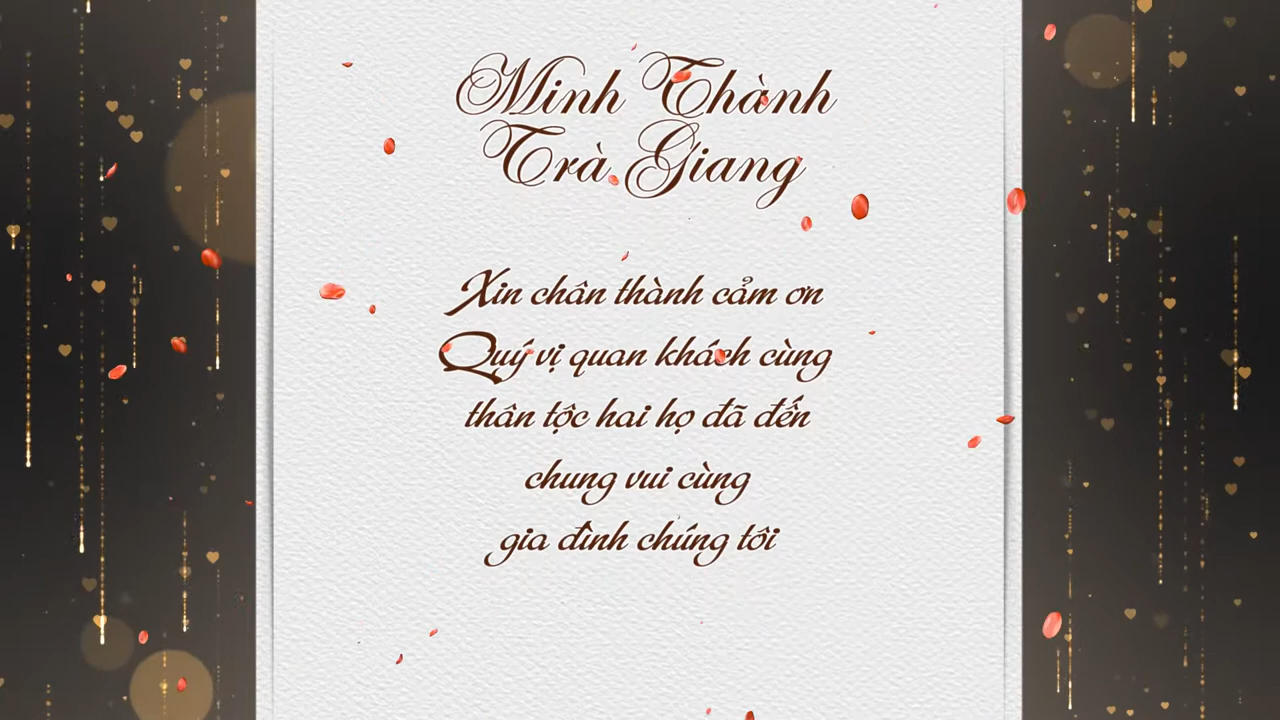 Minh Thành
Trà Giang
Xin chân thành cảm ơn
Quý vị quan khách cùng
thân tộc hai họ đã đến
chung vui cùng
gia đình chúng tôi